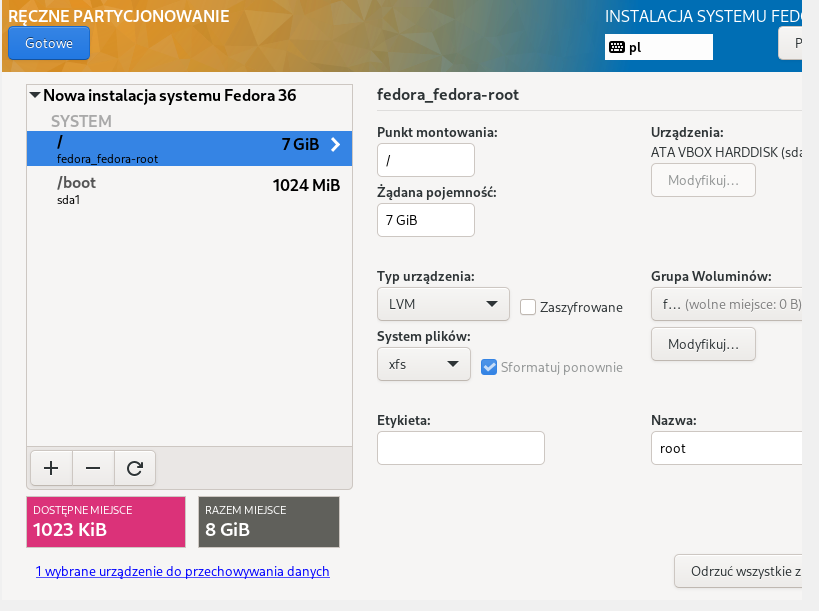 RĘCZNE PARTYCJONOWANIE
INSTALACJA SYSTEMU FEDO
Gotowe
pl
P
Nowa instalacja systemu Fedora 36
SYSTEM
/
7 GiB
fedora_fedora-root
/boot
1024 MiB
sda1
fedora_fedora-root
Punkt montowania:
/
Żądana pojemność:
7 GiB
Urządzenia:
ATA VBOX HARDDISK (sda
Modyfikuj…
Typ urządzenia:
LVM
Zaszyfrowane
System plików:
xfs
Sformatuj ponownie
Grupa Woluminów:
f… (wolne miejsce: 0 B)
Modyfikuj…
Etykieta:
Nazwa:
root
DOSTĘPNE MIEJSCE
1023 KiB
RAZEM MIEJSCE
8 GiB
1 wybrane urządzenie do przechowywania danych
Odrzuć wszystkie z